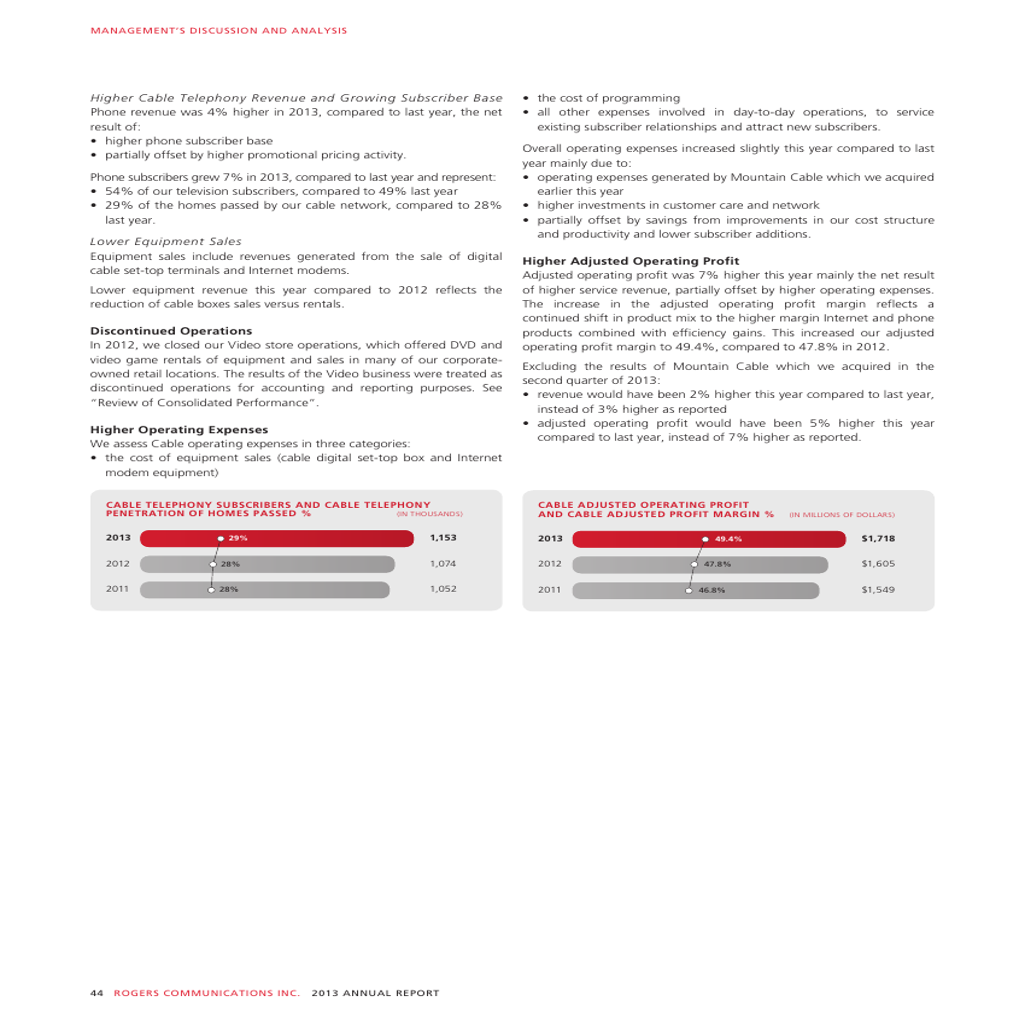 MANAGEMENT'S DISCUSSION AND ANALYSIS
Higher Cable Telephony Revenue and Growing Subscriber Base
Phone revenue was 4% higher in 2013, compared to last year, the net
result of:
• higher phone subscriber base
• partially offset by higher promotional pricing activity.
Phone subscribers grew 7% in 2013, compared to last year and represent:
• 54% of our television subscribers, compared to 49% last year
• 29% of the homes passed by our cable network, compared to 28%
last year.
Lower Equipment Sales
Equipment sales include revenues generated from the sale of digital
cable set-top terminals and Internet modems.
Lower equipment revenue this year compared to 2012 reflects the
reduction of cable boxes sales versus rentals.
Discontinued Operations
In 2012, we closed our Video store operations, which offered DVD and
video game rentals of equipment and sales in many of our corporate-
owned retail locations. The results of the Video business were treated as
discontinued operations for accounting and reporting purposes. See
"Review of Consolidated Performance".
Higher Operating Expenses
We assess Cable operating expenses in three categories:
• the cost of equipment sales (cable digital set-top box and Internet
modem equipment)
• the cost of programming
• all other expenses involved in day-to-day operations, to service
existing subscriber relationships and attract new subscribers.
Overall operating expenses increased slightly this year compared to last
year mainly due to:
• operating expenses generated by Mountain Cable which we acquired
earlier this year
• higher investments in customer care and network
• partially offset by savings from improvements in our cost structure
and productivity and lower subscriber additions.
Higher Adjusted Operating Profit
Adjusted operating profit was 7% higher this year mainly the net result
of higher service revenue, partially offset by higher operating expenses.
The increase in the adjusted operating profit margin reflects a
continued shift in product mix to the higher margin Internet and phone
products combined with efficiency gains. This increased our adjusted
operating profit margin to 49.4%, compared to 47.8% in 2012.
Excluding the results of Mountain Cable which we acquired in the
second quarter of 2013:
• revenue would have been 2% higher this year compared to last year,
instead of 3% higher as reported
• adjusted operating profit would have been 5% higher this year
compared to last year, instead of 7% higher as reported.
CABLE TELEPHONY SUBSCRIBERS AND CABLE TELEPHONY
PENETRATION OF HOMES PASSED % (IN THOUSANDS)
2013 29% 1,153
2012 28% 1,074
2011 28% 1,052
CABLE ADJUSTED OPERATING PROFIT
AND CABLE ADJUSTED PROFIT MARGIN % (IN MILLIONS OF DOLLARS)
2013 49.4% $1,718
2012 47.8% $1,605
2011 46.8% $1,549
44 ROGERS COMMUNICATIONS INC. 2013 ANNUAL REPORT